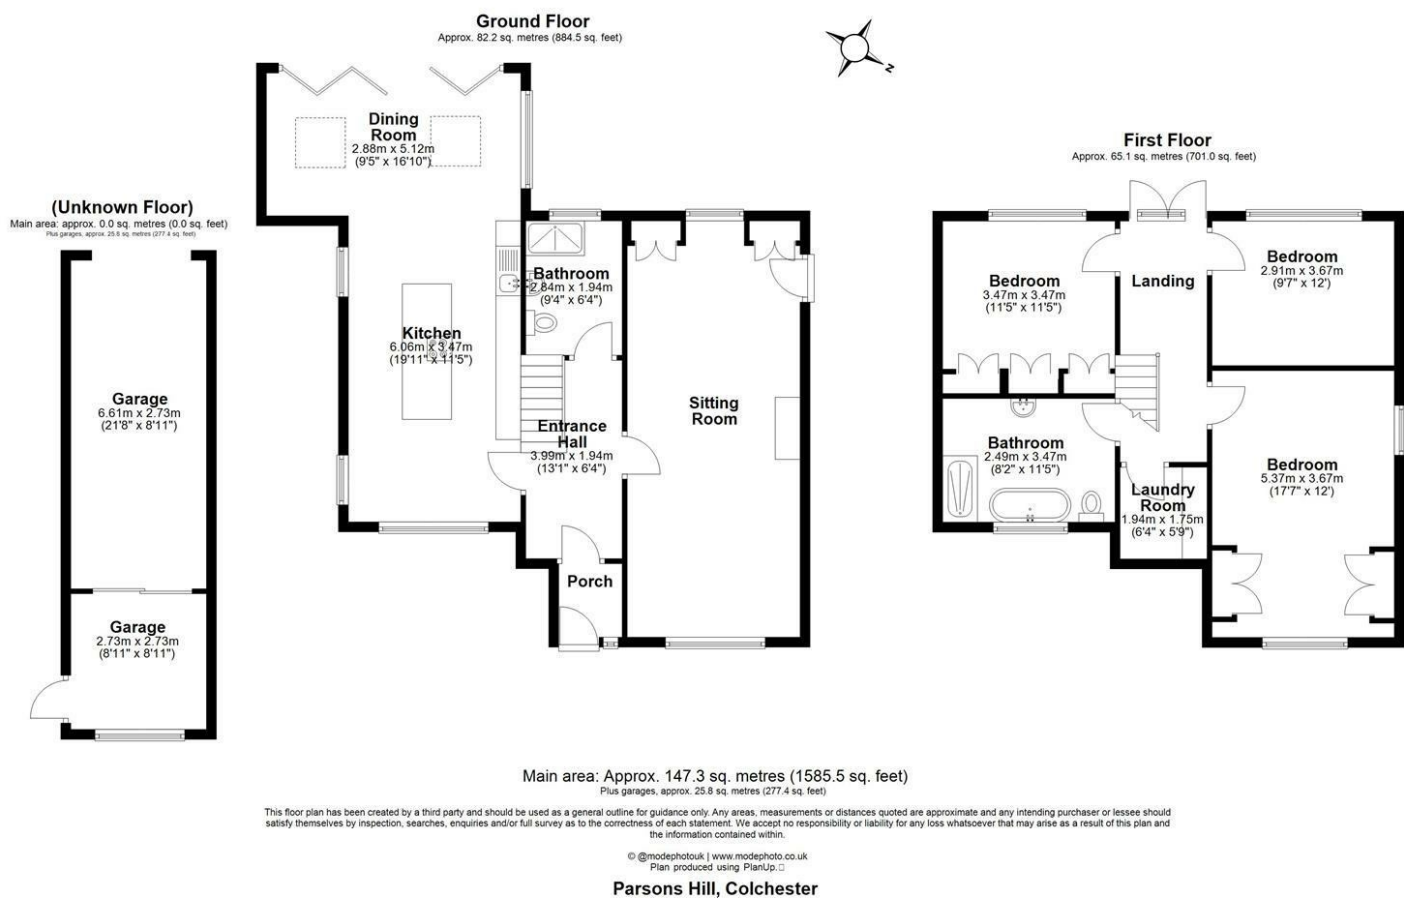 Ground Floor
Approx. 82.2 sq. metres (884.5 sq. feet)
Z
Dining
Room
2.88m x 5.12m
(9'5" x 16'10")
First Floor
Approx. 65.1 sq. metres (701.0 sq. feet)
(Unknown Floor)
Main area: approx. 0.0 sq. metres (0.0 sq. feet)
Plus garages, approx. 25.8 sq. metres (277.4 sq. feet)
Bathroom
2.84m x 1.94m
(9'4" x 6'4")
Bedroom
3.47m x 3.47m
(11'5" x 11'5")
Landing
Bedroom
2.91m x 3.67m
(9'7" x 12')
Kitchen
6.06m x 3.47m
(19'11" x 11'5")
Garage
6.61m x 2.73m
(21'8" x 8'11")
Sitting
Room
Entrance
Hall
3.99m x 1.94m
(13'1" x 6'4")
Bathroom
2.49m x 3.47m
(8'2" x 11'5")
Bedroom
5.37m x 3.67m
(17'7" x 12')
Laundry
Room
1.94m x 1.75m
(6'4" x 5'9")
Porch
Garage
2.73m x 2.73m
(8'11" x 8'11")
Main area: Approx. 147.3 sq. metres (1585.5 sq. feet)
Plus garages, approx. 25.8 sq. metres (277.4 sq. feet)
This floor plan has been created by a third party and should be used as a general outline for guidance only. Any areas, measurements or distances quoted are approximate and any intending purchaser or lessee should
satisfy themselves by inspection, searches, enquiries and/or full survey as to the correctness of each statement. We accept no responsibility or liability for any loss whatsoever that may arise as a result of this plan and
the information contained within.
© @modephotouk | www.modephoto.co.uk
Plan produced using PlanUp.
Parsons Hill, Colchester